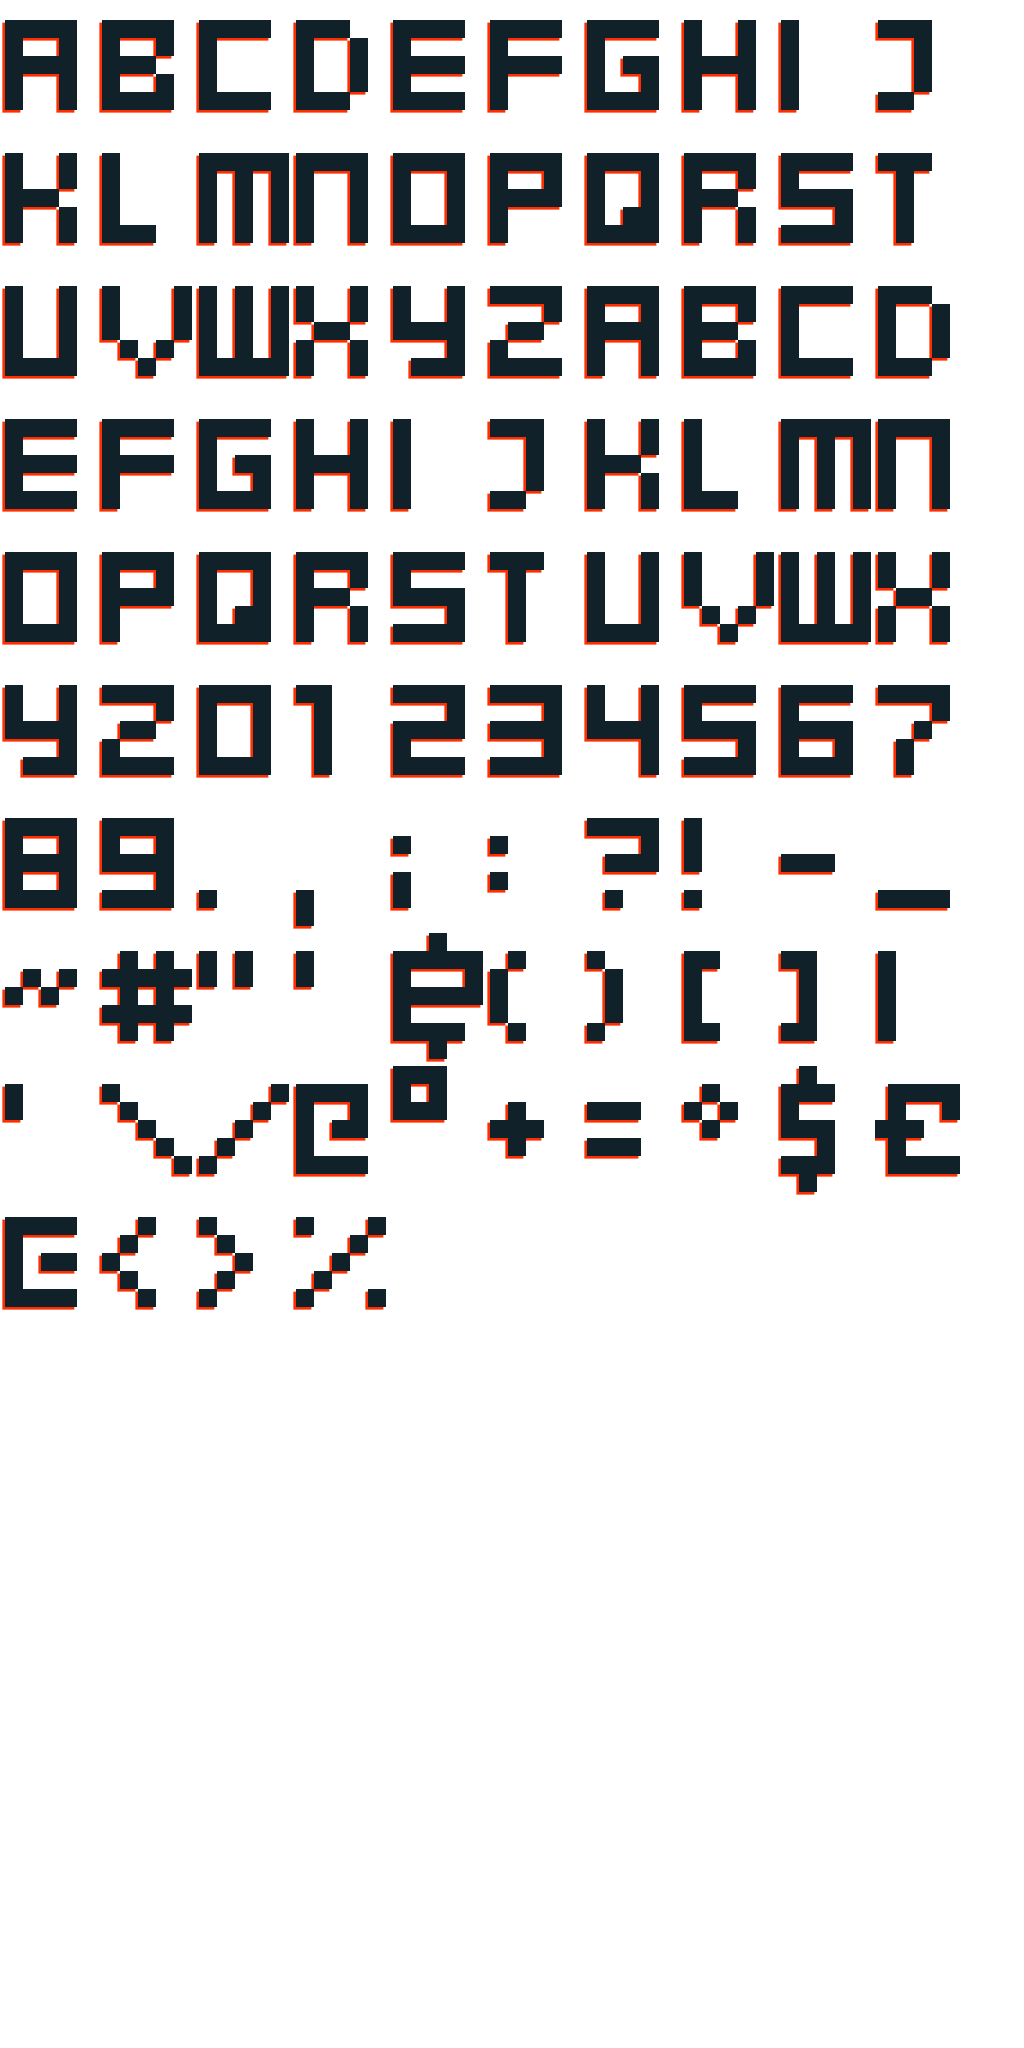 ABCDEFGHIJ
KLMNOPQRST
UVWXYZABCD
EFGHIJKLMN
OPQRSTUVWX
YZ01234567
89.,;:?!-_
~#"'&()[]|
'\/@°+=*$£
€<>%